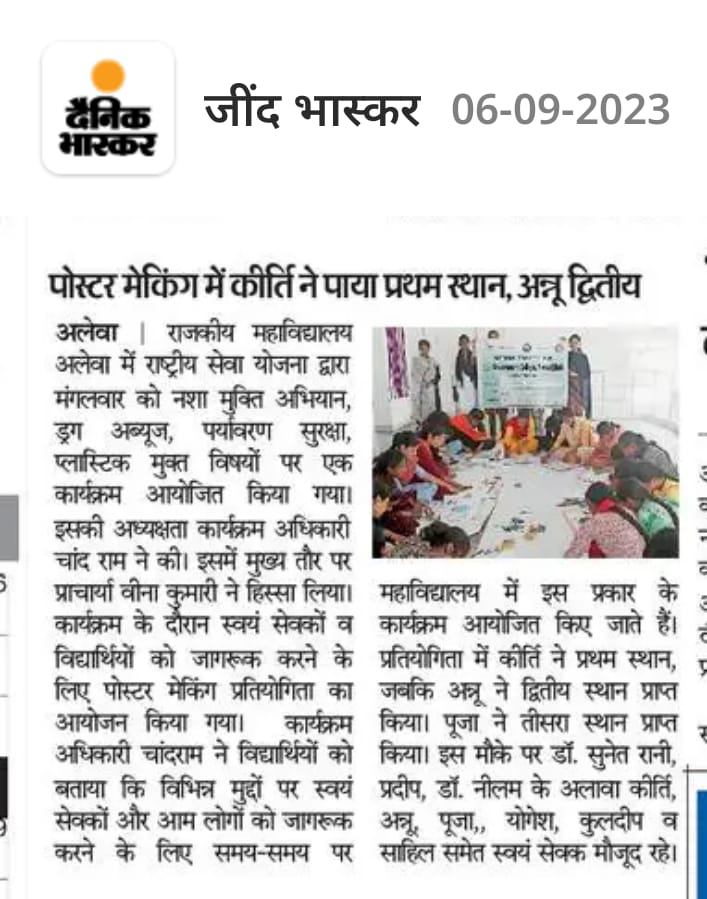 दैनिक
भास्कर
जींद भास्कर 06-09-2023
पोस्टर मेकिंग में कीर्ति ने पाया प्रथम स्थान, अन्नू द्वितीय
अलेवा | राजकीय महाविद्यालय
अलेवा में राष्ट्रीय सेवा योजना द्वारा
मंगलवार को नशा मुक्ति अभियान,
ड्रग अब्यूज, पर्यावरण सुरक्षा,
प्लास्टिक मुक्त विषयों पर एक
कार्यक्रम आयोजित किया गया।
इसकी अध्यक्षता कार्यक्रम अधिकारी
चांद राम ने की। इसमें मुख्य तौर पर
प्राचार्या वीना कुमारी ने हिस्सा लिया।
कार्यक्रम के दौरान स्वयं सेवकों व
विद्यार्थियों को जागरूक करने के
लिए पोस्टर मेकिंग प्रतियोगिता का
आयोजन किया गया। कार्यक्रम
अधिकारी चांदराम ने विद्यार्थियों को
बताया कि विभिन्न मुद्दों पर स्वयं
सेवकों और आम लोगों को जागरूक
करने के लिए समय-समय पर
महाविद्यालय में इस प्रकार के
कार्यक्रम आयोजित किए जाते हैं।
प्रतियोगिता में कीर्ति ने प्रथम स्थान,
जबकि अन्नू ने द्वितीय स्थान प्राप्त
किया। पूजा ने तीसरा स्थान प्राप्त
किया। इस मौके पर डॉ. सुनेत रानी,
प्रदीप, डॉ. नीलम के अलावा कीर्ति,
अन्नू, पूजा,, योगेश, कुलदीप व
साहिल समेत स्वयं सेवक मौजूद रहे।